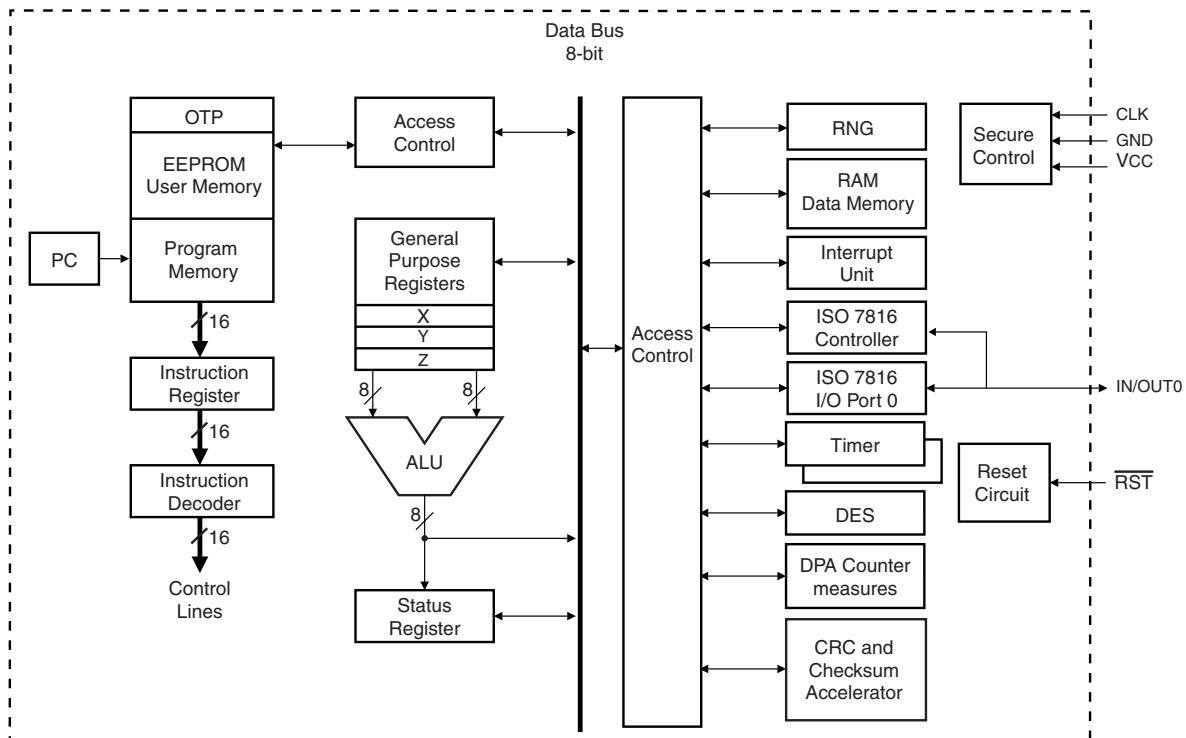 Data Bus
8-bit
OTP
EEPROM
User Memory
Program
Memory
PC
16
Instruction
Register
16
Instruction
Decoder
16
Control
Lines
Access
Control
General
Purpose
Registers
X
Y
Z
8
8
ALU
8
Status
Register
Access
Control
RNG
RAM
Data Memory
Interrupt
Unit
ISO 7816
Controller
ISO 7816
I/O Port 0
Timer
DES
DPA Counter
measures
CRC and
Checksum
Accelerator
Secure
Control
CLK
GND
VCC
IN/OUT0
Reset
Circuit
RST